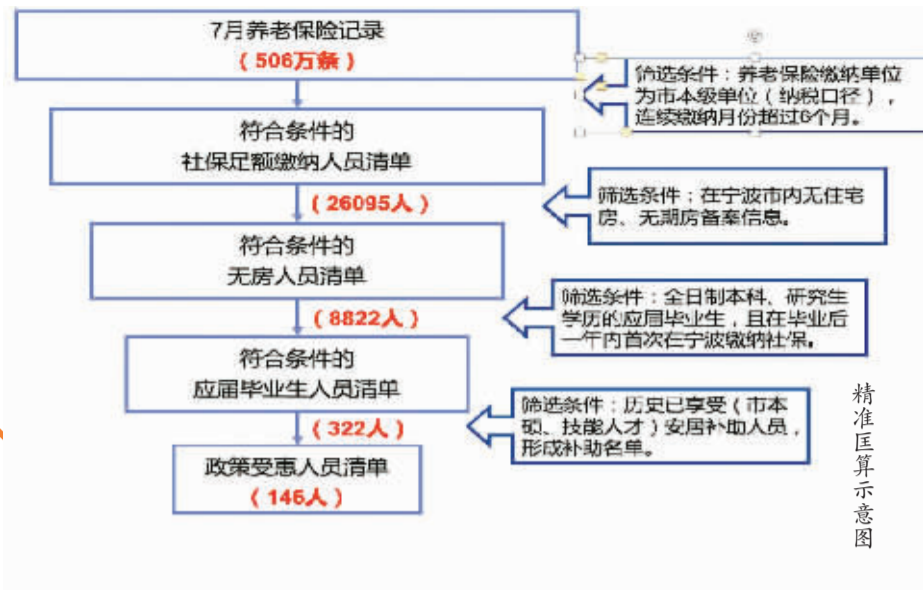 7月养老保险记录
（506万条）
筛选条件：养老保险缴纳单位
为市本级单位（纳税口径），
连续缴纳月份超过6个月。
符合条件的
社保足额缴纳人员清单
（26095人）
筛选条件：在宁波市内无住宅
房、无期房备案信息。
符合条件的
无房人员清单
（8822人）
筛选条件：全日制本科、研究生
学历的应届毕业生，且在毕业后
一年内首次在宁波缴纳社保。
符合条件的
应届毕业生人员清单
（322人）
筛选条件：历史已享受（市本
硕、技能人才）安居补助人员，
形成补助名单。
政策受惠人员清单
（146人）
精准匡算示意图